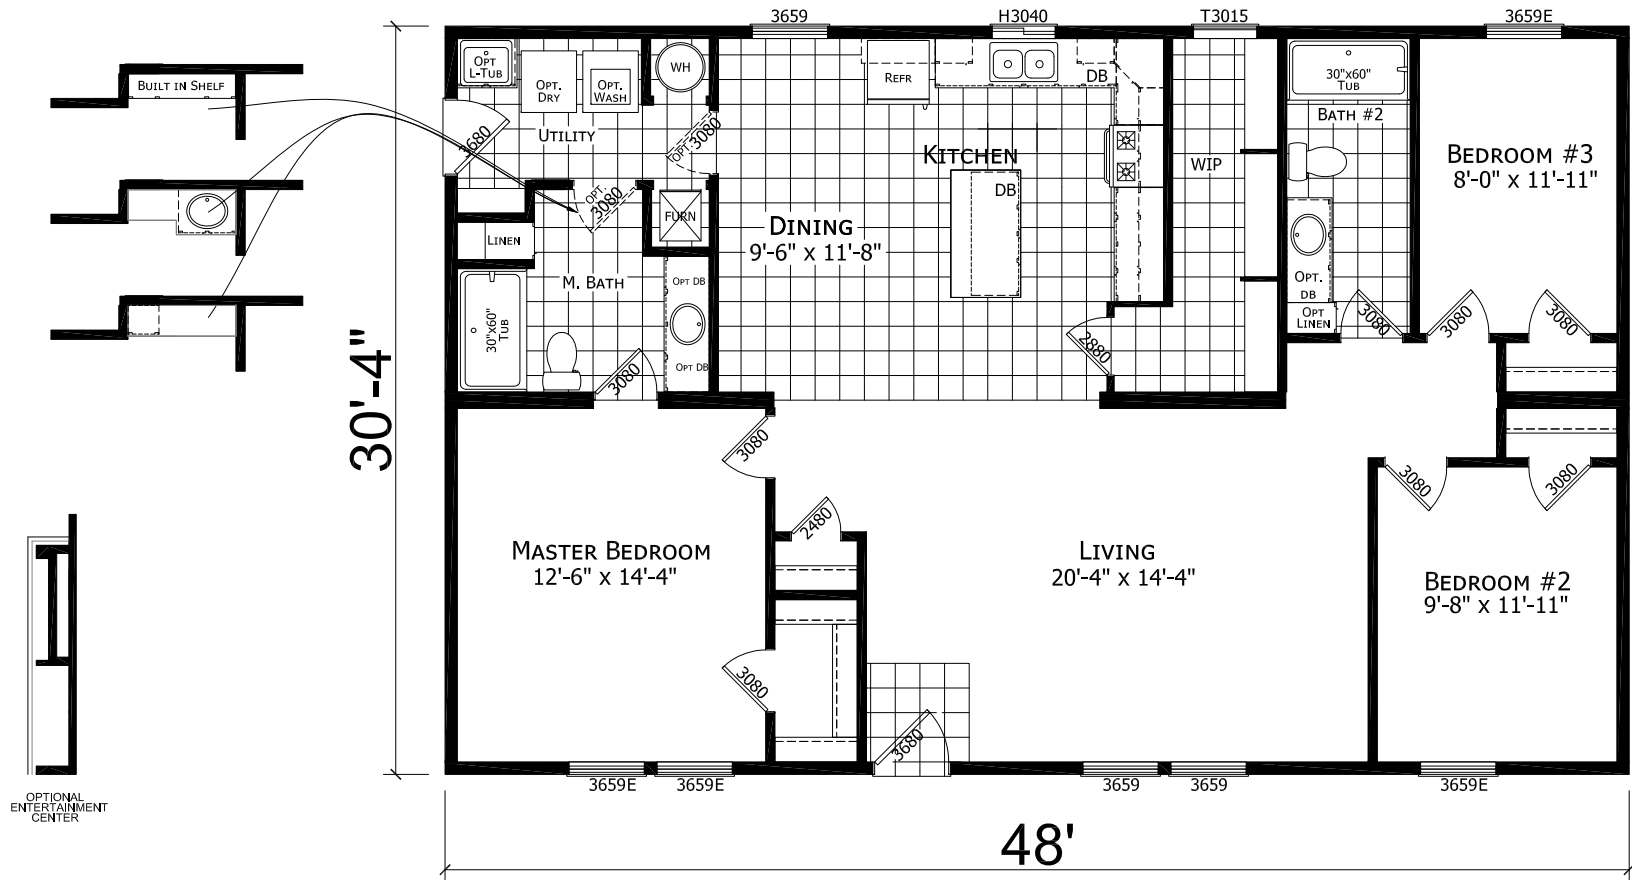 3659
H3040
T3015
3659E
BUILT IN SHELF
OPT
L-TUB
OPT.
DRY
OPT.
WASH
WH
REFR
DB
30"x60"
TUB
3680
UTILITY
OPT.
3080
BATH #2
KITCHEN
WIP
BEDROOM #3
8'-0" x 11'-11"
OPT.
3080
DB
FURN
LINEN
DINING
9'-6" x 11'-8"
M. BATH
OPT DB
OPT.
DB
OPT
LINEN
30"x60"
TUB
OPT DB
3080
2880
3080
3080
3080
30'-4"
3080
3080
3080
2480
MASTER BEDROOM
12'-6" x 14'-4"
LIVING
20'-4" x 14'-4"
BEDROOM #2
9'-8" x 11'-11"
3080
3680
3659E
3659E
3659
3659
3659E
OPTIONAL
ENTERTAINMENT
CENTER
48'